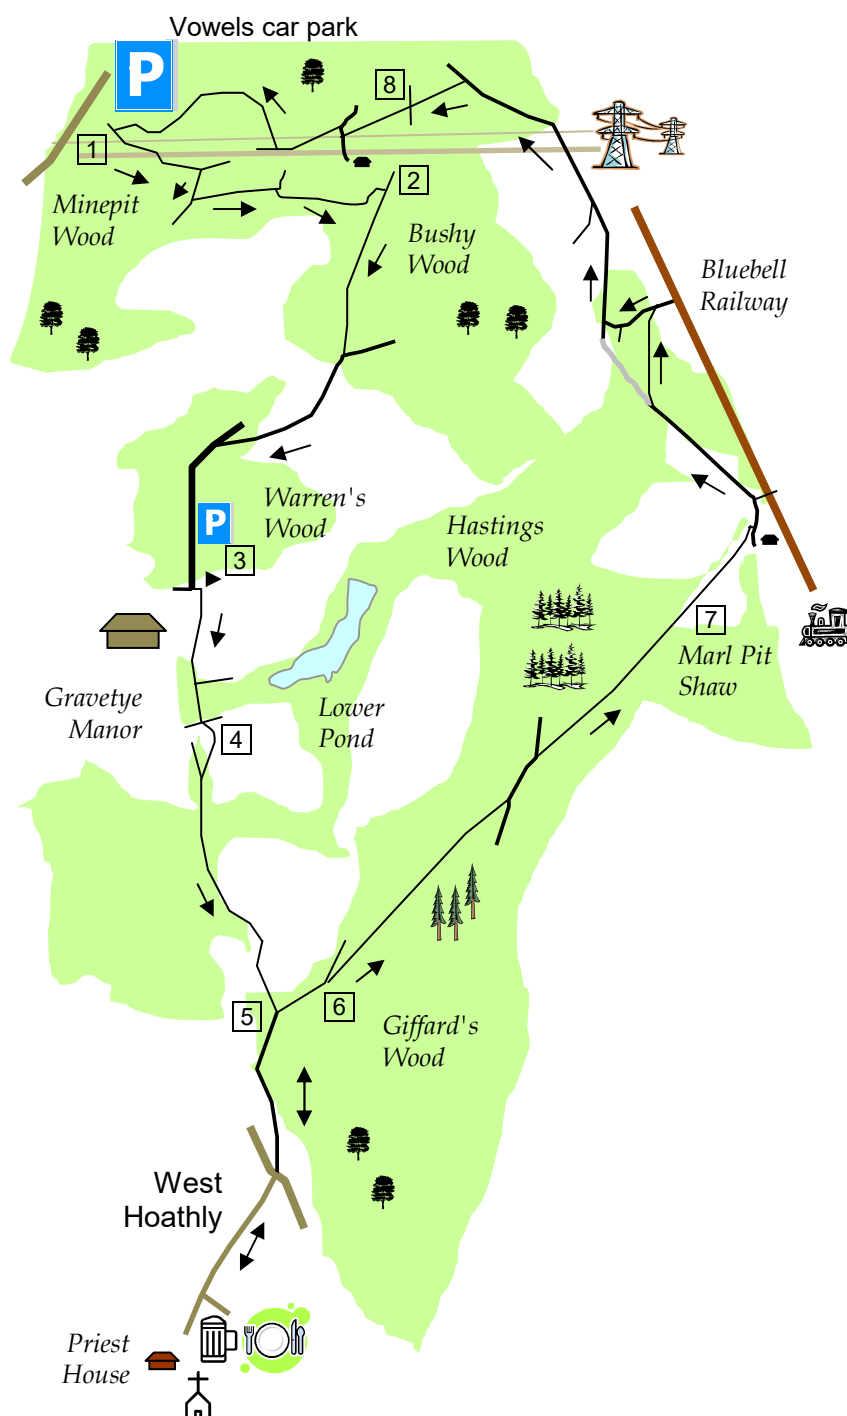 Vowels car park
P
8
1
2
Minepit
Wood
Bushy
Wood
Bluebell
Railway
Warren's
Wood
P
Hastings
Wood
3
7
Marl Pit
Shaw
Gravetye
Manor
Lower
Pond
4
5
6
Giffard's
Wood
West
Hoathly
Priest
House